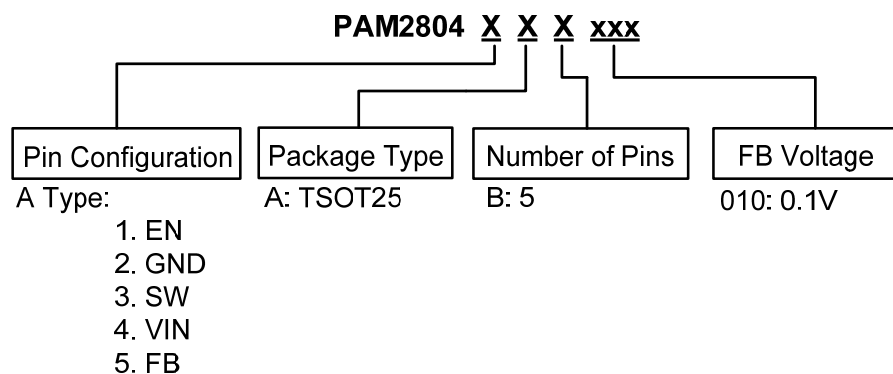 PAM2804 X X X xxx
Pin Configuration
Package Type
Number of Pins
FB Voltage
A Type:
A: TSOT25
B: 5
010: 0.1V
1. EN
2. GND
3. SW
4. VIN
5. FB